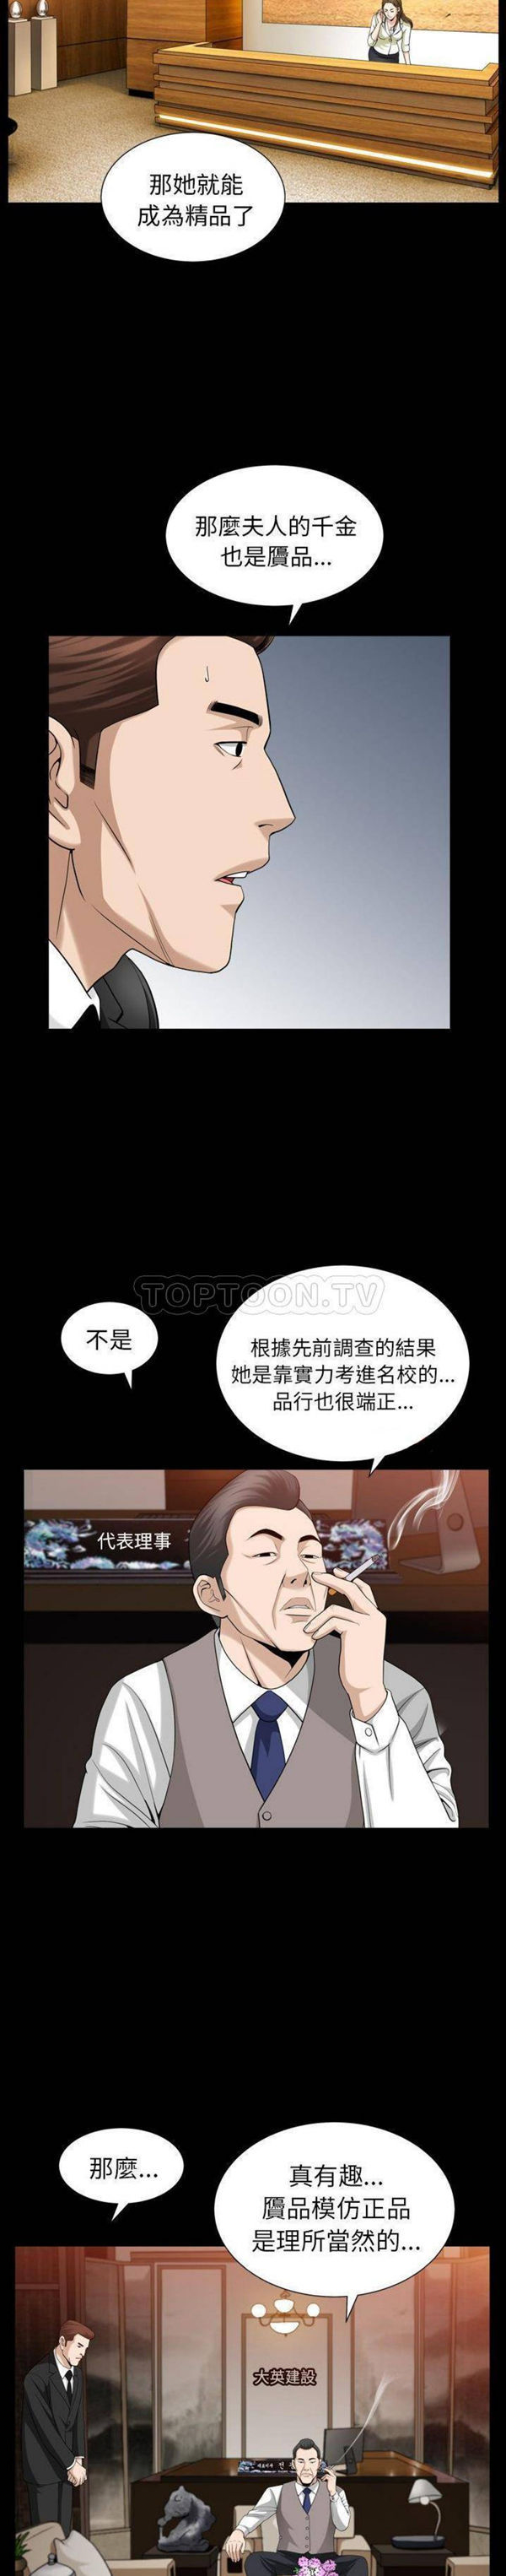 那她就能
成為精品了
那麼夫人的千金
也是贗品...
TOPTOON.TV
不是
根據先前調查的結果
她是靠實力考進名校的...
品行也很端正...
代表理事
那麼...
真有趣...
贗品模仿正品
是理所當然的...
大英建設